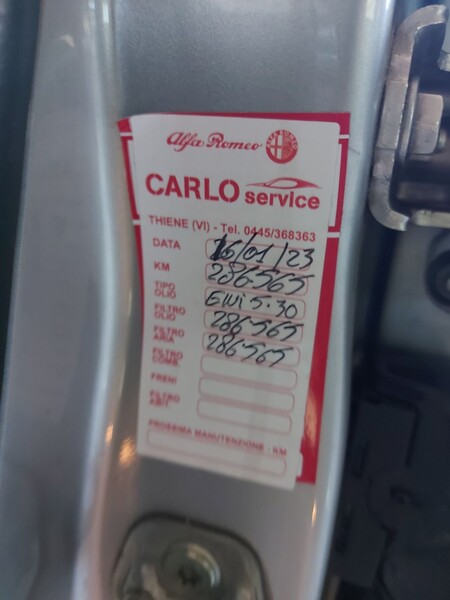 Alfa Romeo
CARLO service
THIENE (VI) - Tel. 0445/368363
DATA 16/01/23
KM 286565
TIPO OLIO 5.30
FILTRO OLIO 286565
FILTRO ARIA 286565
FILTRO COMB.
FRENI
FILTRO ABIT.
PROSSIMA MANUTENZIONE - KM